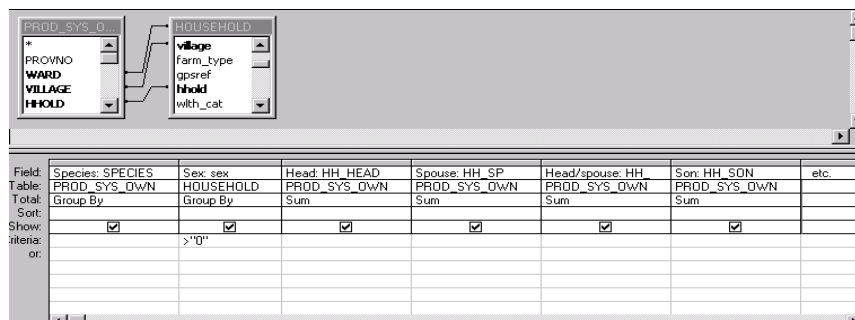 PROD_SYS_O... HOUSEHOLD
*
PROVNO
WARD
VILLAGE
HHOLD
village
farm_type
gpsref
hhold
wlth_cat
Field: Species: SPECIES Sex: sex Head: HH_HEAD Spouse: HH_SP Head/spouse: HH_ Son: HH_SON etc.
Table: PROD_SYS_OWN HOUSEHOLD PROD_SYS_OWN PROD_SYS_OWN PROD_SYS_OWN PROD_SYS_OWN
Total: Group By Group By Sum Sum Sum Sum
Sort:
Show:
Criteria: >"0"
or: